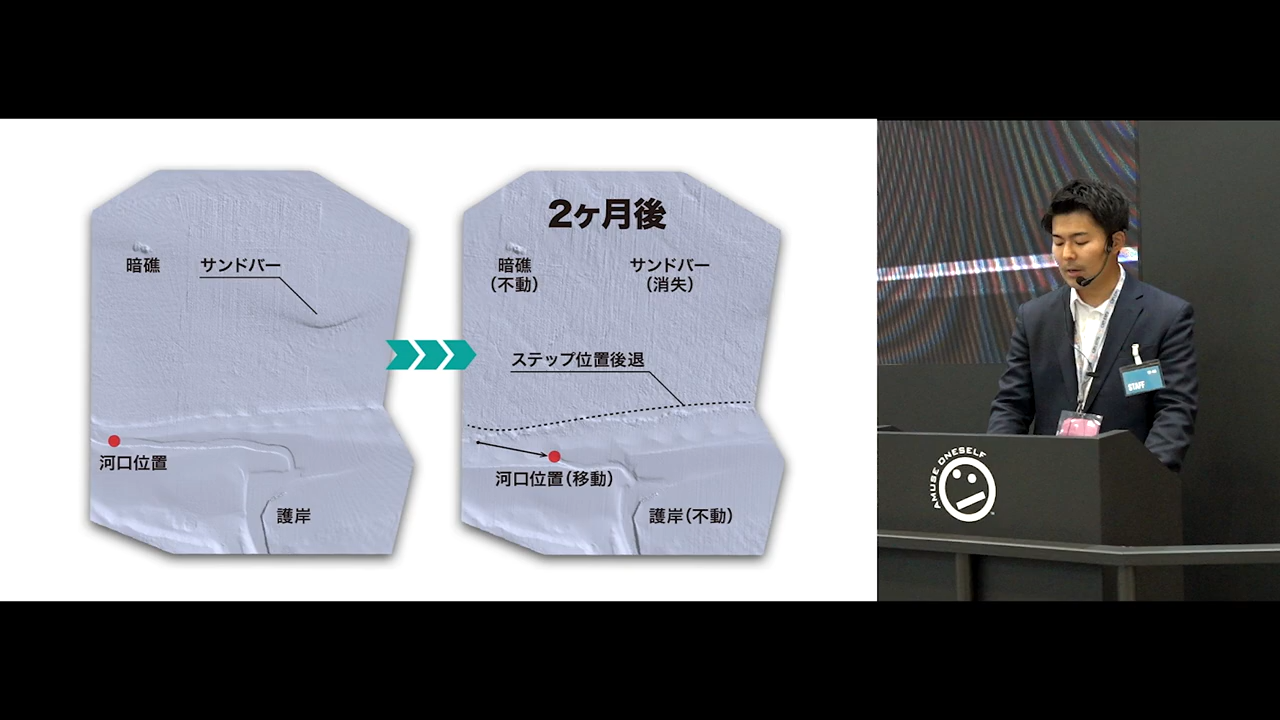 暗礁
サンドバー
河口位置
護岸
2ヶ月後
暗礁
(不動)
サンドバー
(消失)
ステップ位置後退
河口位置(移動)
護岸(不動)
STAFF
AMUSE ONESELF